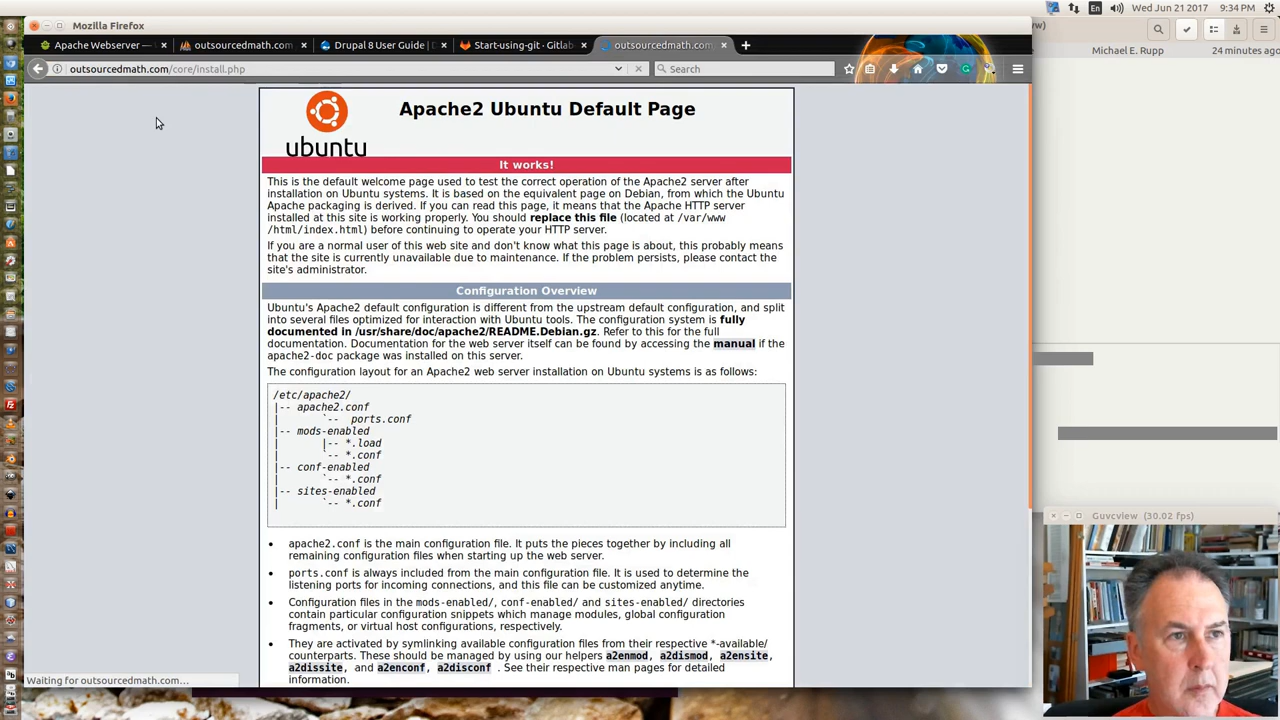 En
Wed Jun 21 2017
9:34 PM
Mozilla Firefox
Apache Webserver —
outsourcedmath.com
Drupal 8 User Guide |
Start-using-git · Gitlab
outsourcedmath.com
outsourcedmath.com/core/install.php
Search
Michael E. Rupp
24 minutes ago
Apache2 Ubuntu Default Page
ubuntu
It works!
This is the default welcome page used to test the correct operation of the Apache2 server after
installation on Ubuntu systems. It is based on the equivalent page on Debian, from which the Ubuntu
Apache packaging is derived. If you can read this page, it means that the Apache HTTP server
installed at this site is working properly. You should replace this file (located at /var/www
/html/index.html) before continuing to operate your HTTP server.
If you are a normal user of this web site and don't know what this page is about, this probably means
that the site is currently unavailable due to maintenance. If the problem persists, please contact the
site's administrator.
Configuration Overview
Ubuntu's Apache2 default configuration is different from the upstream default configuration, and split
into several files optimized for interaction with Ubuntu tools. The configuration system is fully
documented in /usr/share/doc/apache2/README.Debian.gz. Refer to this for the full
documentation. Documentation for the web server itself can be found by accessing the manual if the
apache2-doc package was installed on this server.
The configuration layout for an Apache2 web server installation on Ubuntu systems is as follows:
/etc/apache2/
|-- apache2.conf
|       `--  ports.conf
|-- mods-enabled
|       |-- *.load
|       `-- *.conf
|-- conf-enabled
|       `-- *.conf
|-- sites-enabled
|       `-- *.conf
• apache2.conf is the main configuration file. It puts the pieces together by including all
remaining configuration files when starting up the web server.
• ports.conf is always included from the main configuration file. It is used to determine the
listening ports for incoming connections, and this file can be customized anytime.
• Configuration files in the mods-enabled/, conf-enabled/ and sites-enabled/ directories
contain particular configuration snippets which manage modules, global configuration
fragments, or virtual host configurations, respectively.
• They are activated by symlinking available configuration files from their respective *-available/
counterparts. These should be managed by using our helpers a2enmod, a2dismod, a2ensite,
a2dissite, and a2enconf, a2disconf . See their respective man pages for detailed
information.
Waiting for outsourcedmath.com…
Guvcview (30.02 fps)